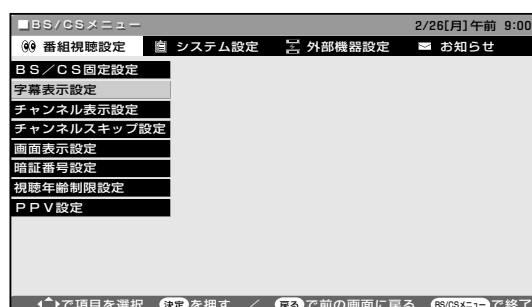 ■BS/CSメニュー 2/26[月]午前 9:00
番組視聴設定 システム設定 外部機器設定 お知らせ
BS／CS固定設定
字幕表示設定
チャンネル表示設定
チャンネルスキップ設定
画面表示設定
暗証番号設定
視聴年齢制限設定
PPV設定
で項目を選択 決定を押す ／ 戻るで前の画面に戻る BS/CSメニューで終了